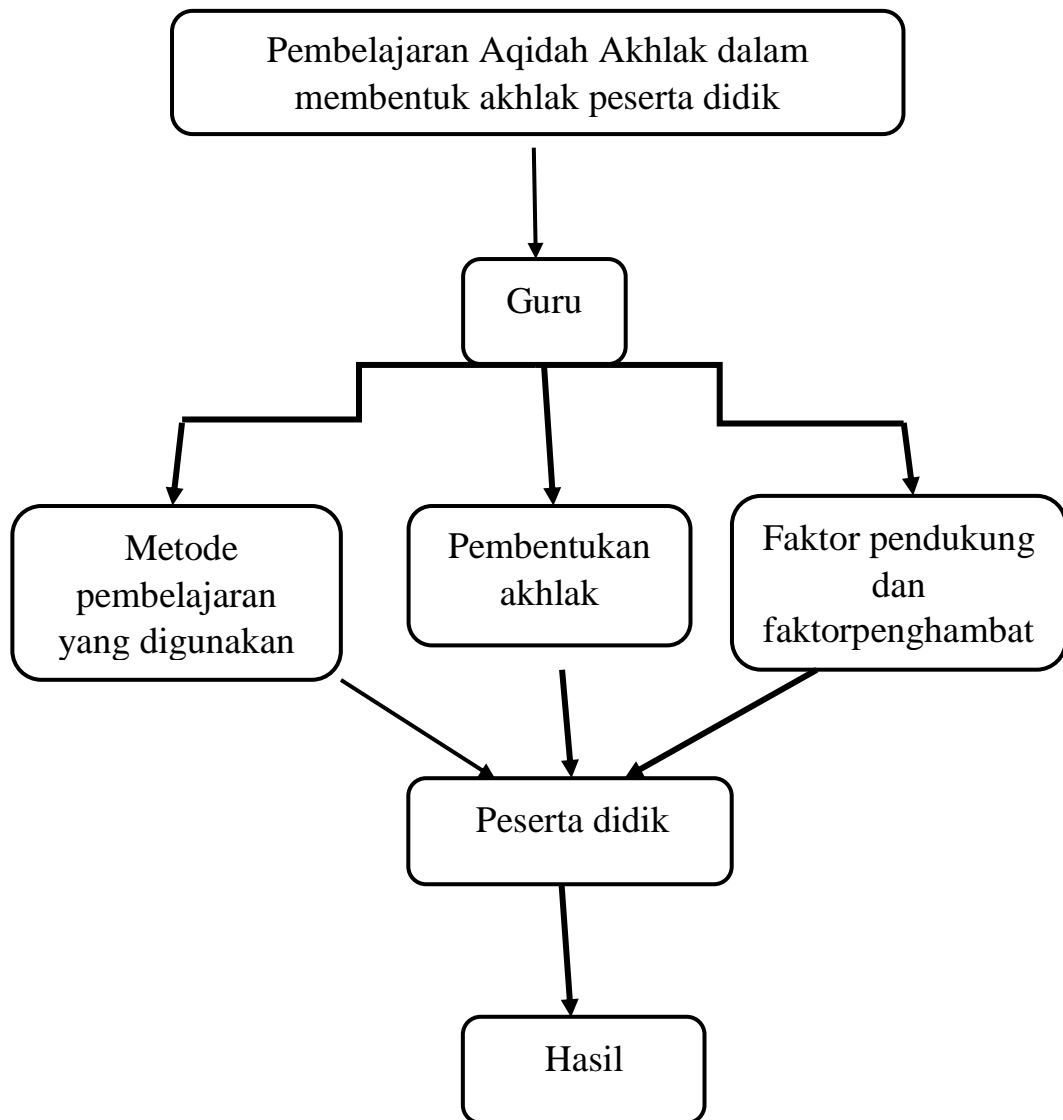 Pembelajaran Aqidah Akhlak dalam
membentuk akhlak peserta didik
Guru
Metode
pembelajaran
yang digunakan
Pembentukan
akhlak
Faktor pendukung
dan
faktorpenghambat
Peserta didik
Hasil